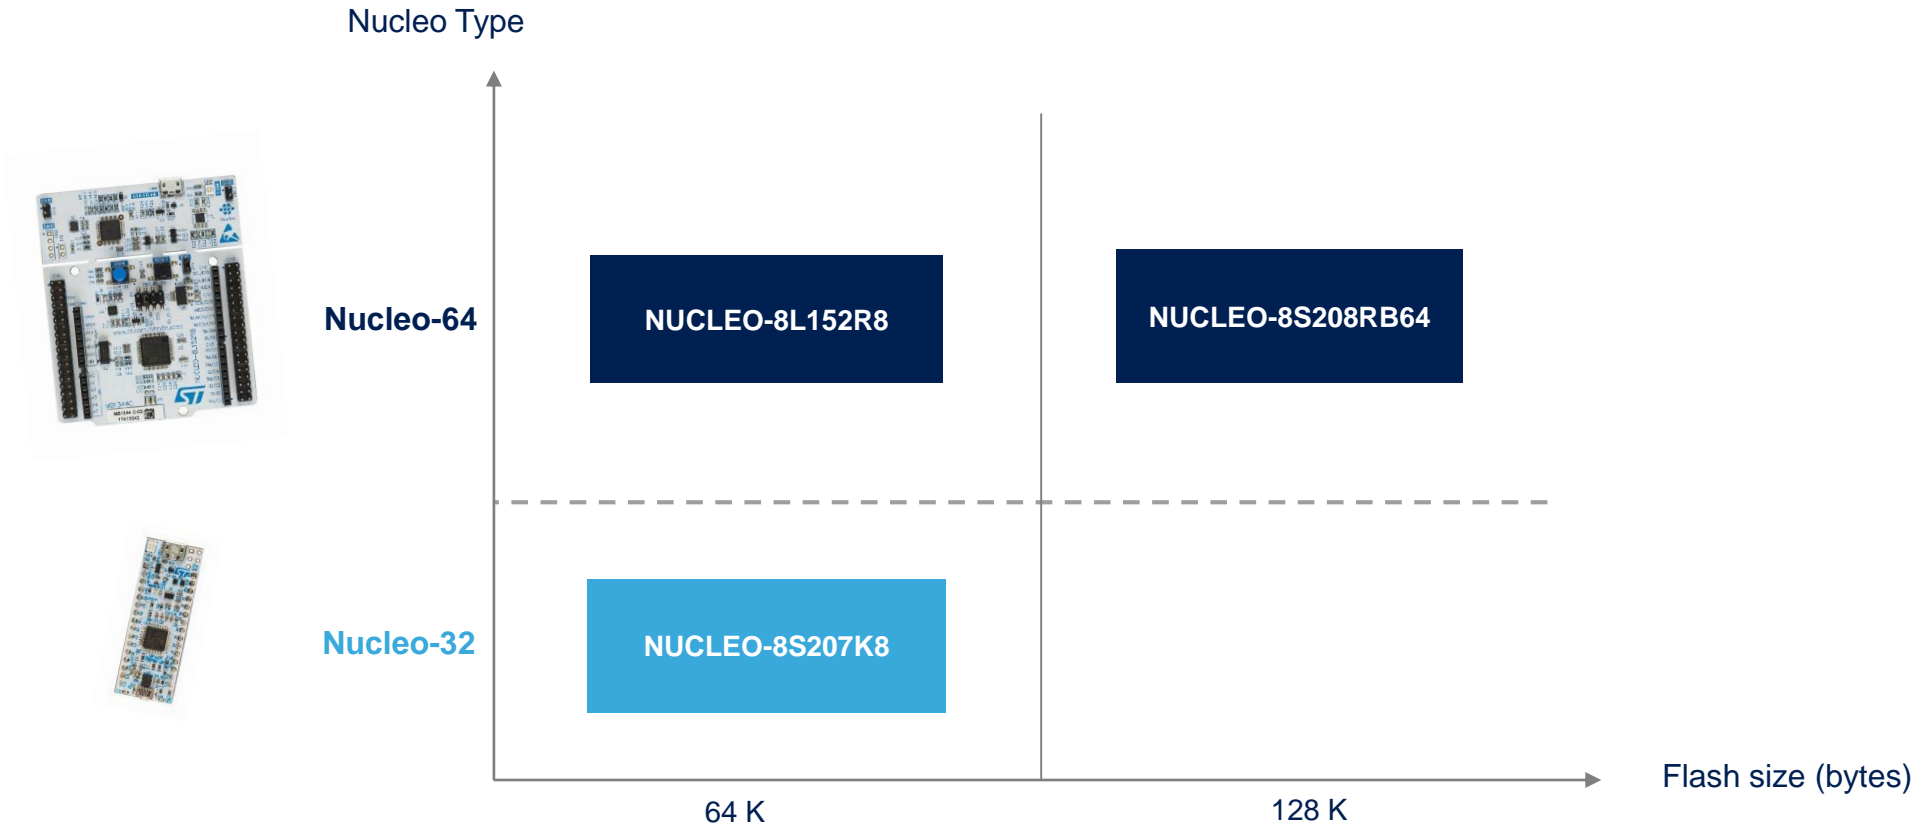 Nucleo Type
Nucleo-64
NUCLEO-8L152R8
NUCLEO-8S208RB64
Nucleo-32
NUCLEO-8S207K8
Flash size (bytes)
64 K
128 K